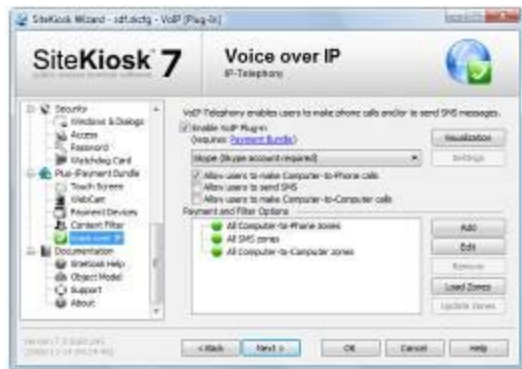 SiteKiosk Wizard - sdf.skcfg - VoIP [Plug-In]
SiteKiosk 7
Voice over IP
IP-Telephony
Security
Windows & Dialogs
Access
Password
Watchdog Card
Plus-/Payment Bundle
Touch Screen
WebCam
Payment Devices
Content Filter
Voice over IP
Documentation
SiteKiosk Help
Object Model
Support
About
VoIP Telephony enables users to make phone calls and/or to send SMS messages.
Enable VoIP Plug-In
(requires Payment Bundle)
Visualization
Skype (Skype account required)
Settings
Allow users to make Computer-to-Phone calls
Allow users to send SMS
Allow users to make Computer-to-Computer calls
Payment and Filter Options
All Computer-to-Phone zones
All SMS zones
All Computer-to-Computer zones
Add
Edit
Remove
Load Zones
Update Zones
< Back
Next >
OK
Cancel
Help